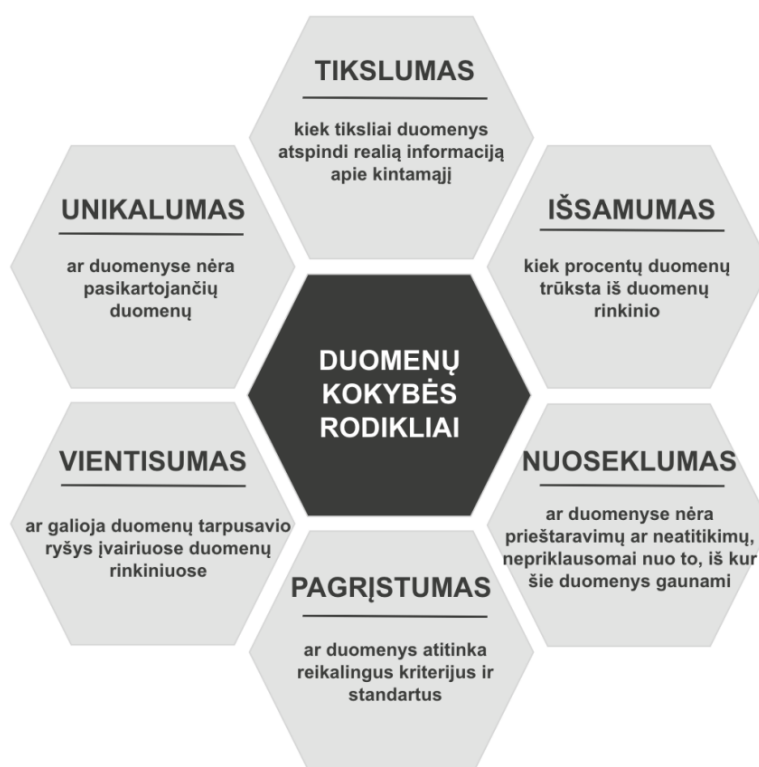 TIKSLUMAS
kiek tiksliai duomenys
atspindi realią informaciją
apie kintamąjį
UNIKALUMAS
ar duomenyse nėra
pasikartojančių
duomenų
IŠSAMUMAS
kiek procentų duomenų
trūksta iš duomenų
rinkinio
DUOMENŲ
KOKYBĖS
RODIKLIAI
VIENTISUMAS
ar galioja duomenų tarpusavio
ryšys įvairiuose duomenų
rinkiniuose
NUOSEKLUMAS
ar duomenyse nėra
prieštaravimų ar neatitikimų,
nepriklausomai nuo to, iš kur
šie duomenys gaunami
PAGRĮSTUMAS
ar duomenys atitinka
reikalingus kriterijus ir
standartus